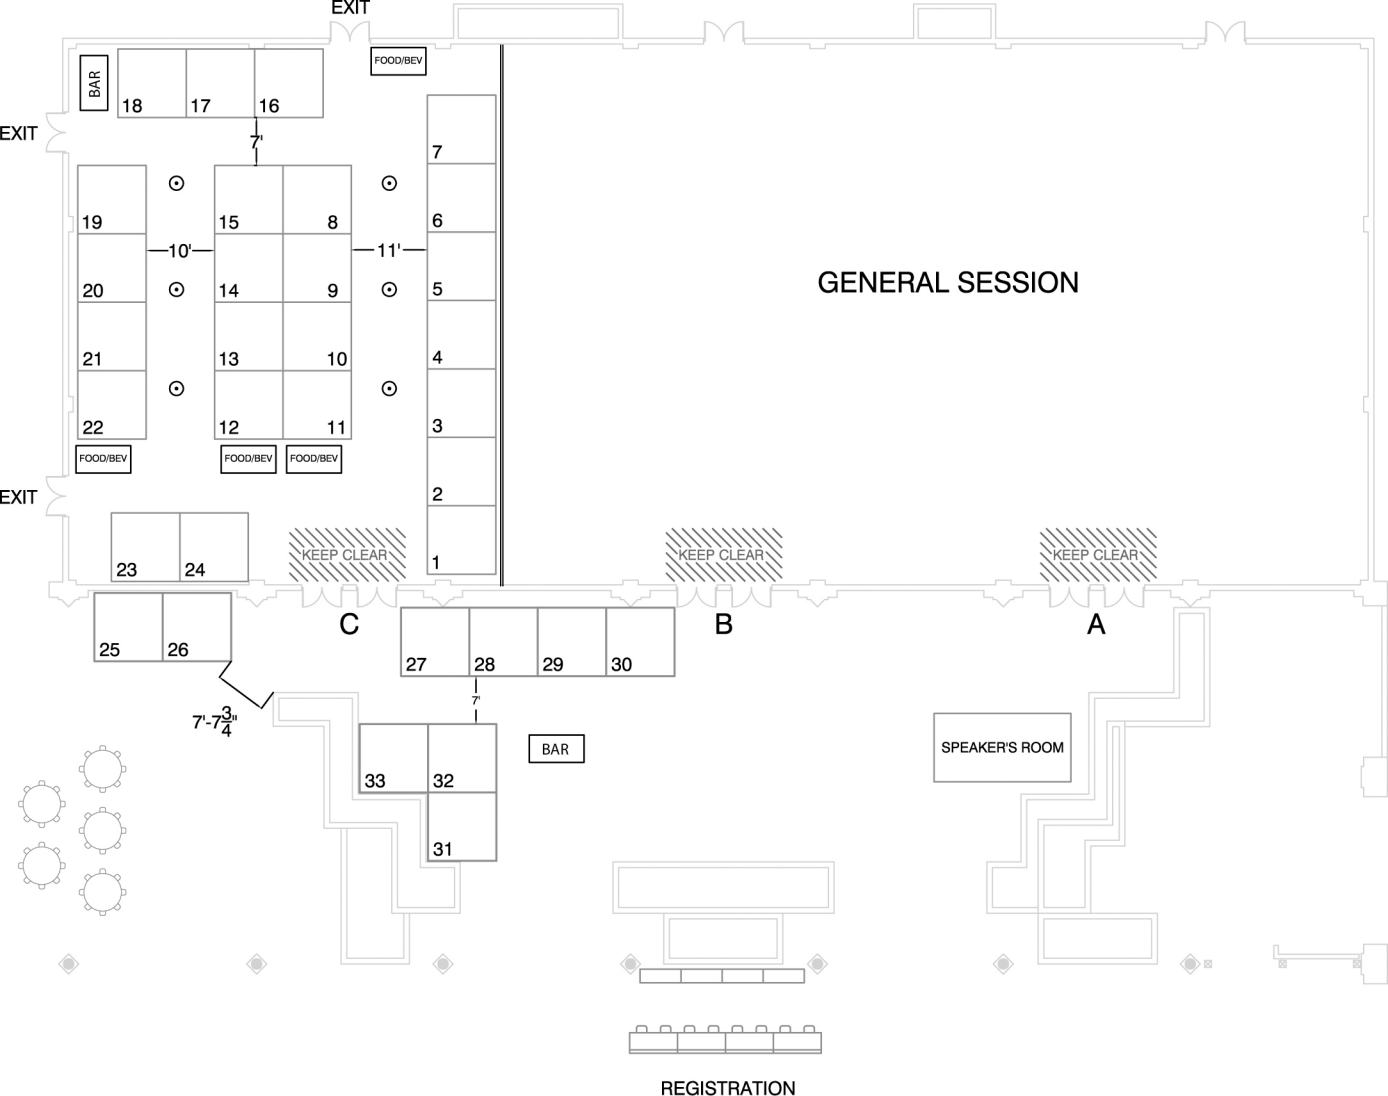 EXIT
BAR
18
17
16
FOOD/BEV
EXIT
7'
7
19
15
8
6
10'
11'
20
14
9
5
GENERAL SESSION
21
13
10
4
22
12
11
3
FOOD/BEV
FOOD/BEV
FOOD/BEV
EXIT
2
23
24
KEEP CLEAR
1
KEEP CLEAR
KEEP CLEAR
C
B
A
25
26
27
28
29
30
7'
7'-7 3/4"
33
32
BAR
SPEAKER'S ROOM
31
REGISTRATION